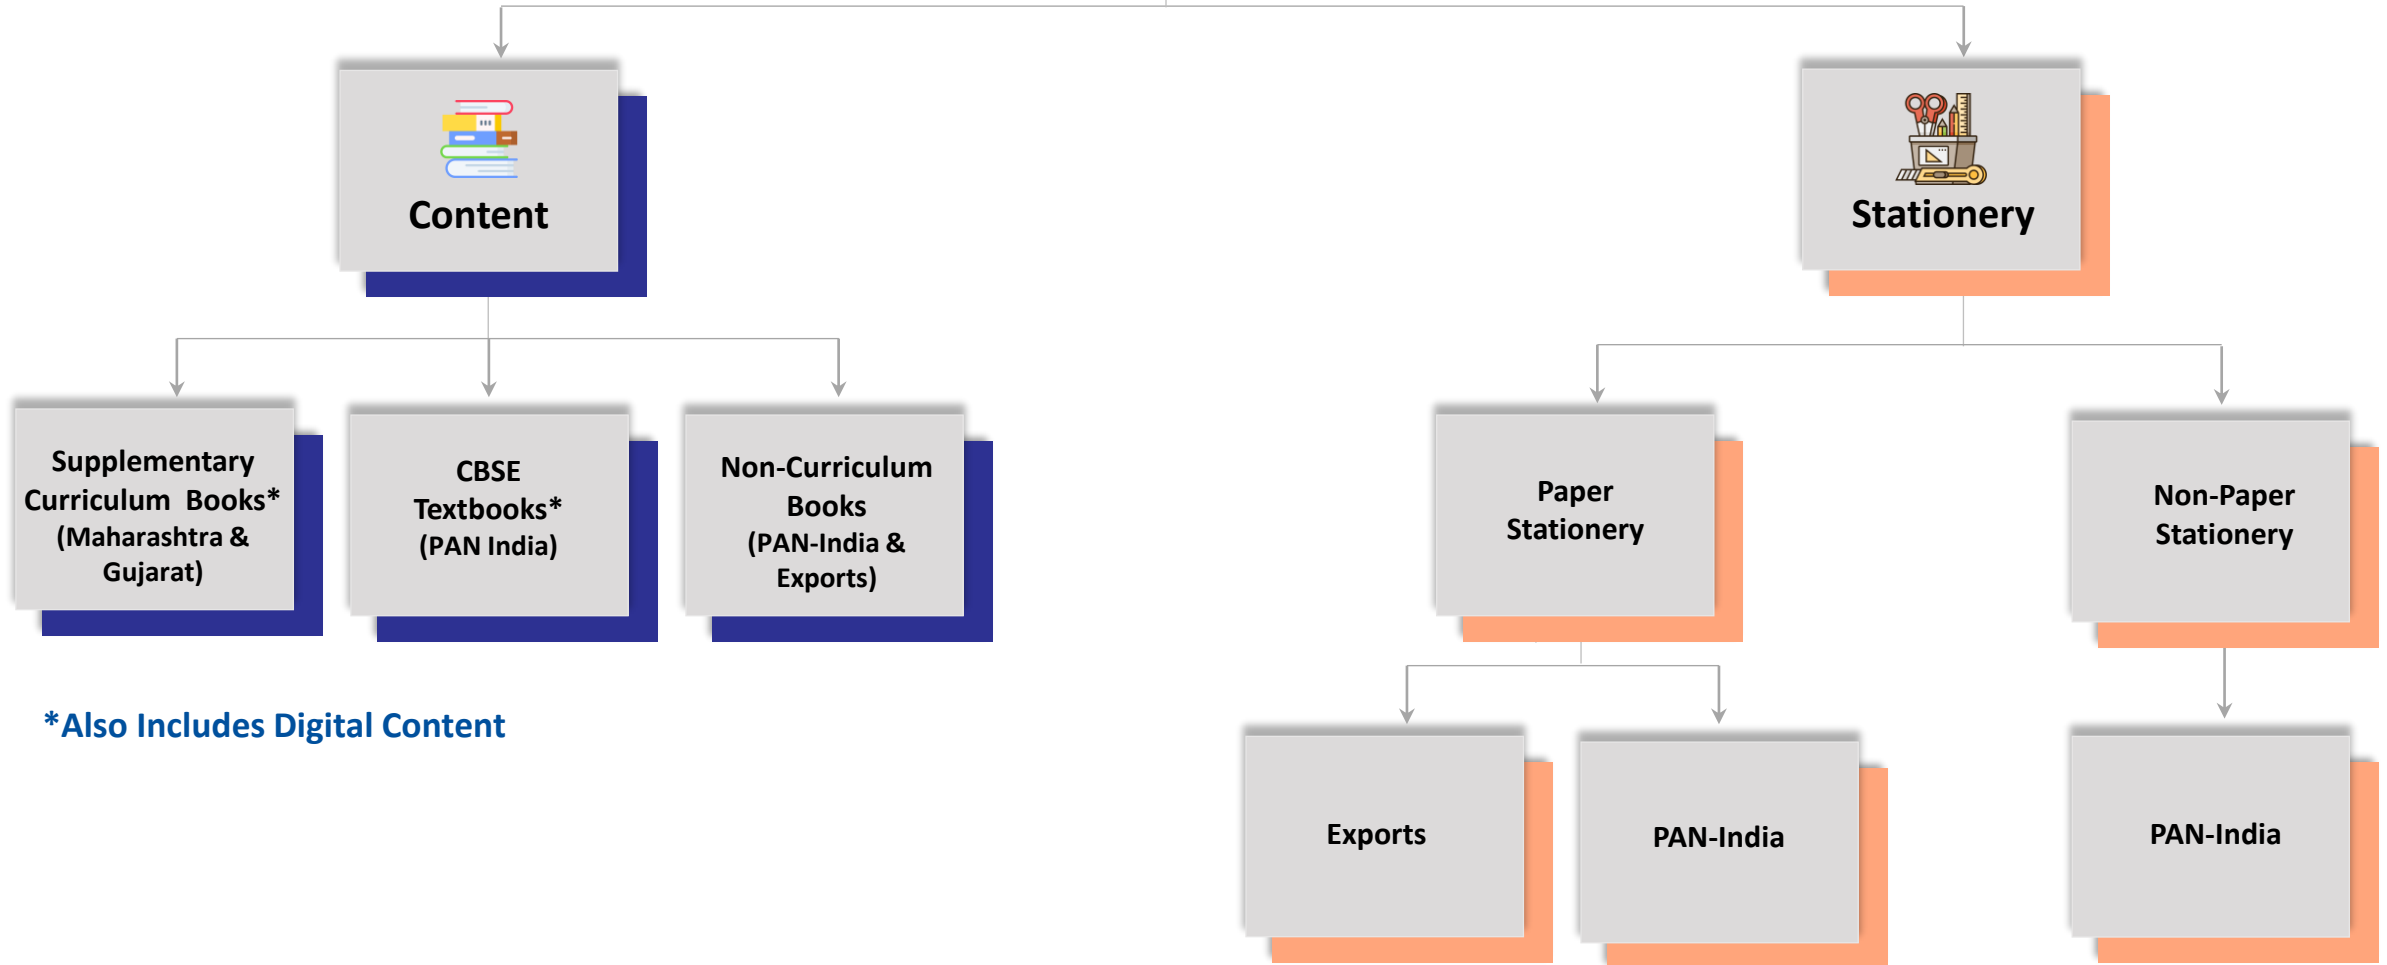 Content
Stationery
Supplementary
Curriculum Books*
(Maharashtra &
Gujarat)
CBSE
Textbooks*
(PAN India)
Non-Curriculum
Books
(PAN-India &
Exports)
Paper
Stationery
Non-Paper
Stationery
*Also Includes Digital Content
Exports
PAN-India
PAN-India